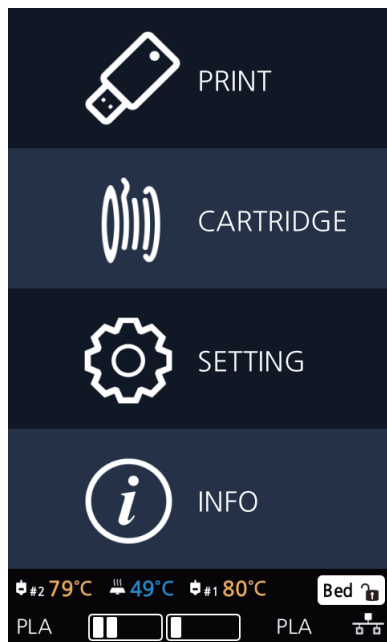 PRINT
CARTRIDGE
SETTING
i INFO
#2 79°C 49°C #1 80°C Bed
PLA PLA